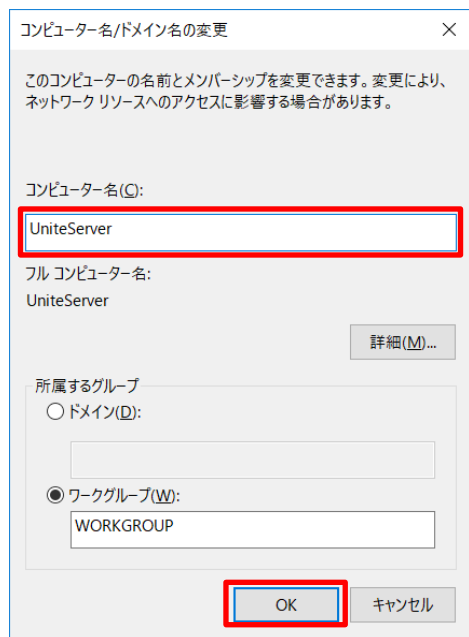 コンピューター名/ドメイン名の変更
このコンピューターの名前とメンバーシップを変更できます。変更により、
ネットワーク リソースへのアクセスに影響する場合があります。
コンピューター名(C):
UniteServer
フル コンピューター名:
UniteServer
詳細(M)...
所属するグループ
ドメイン(D):
ワークグループ(W):
WORKGROUP
OK キャンセル